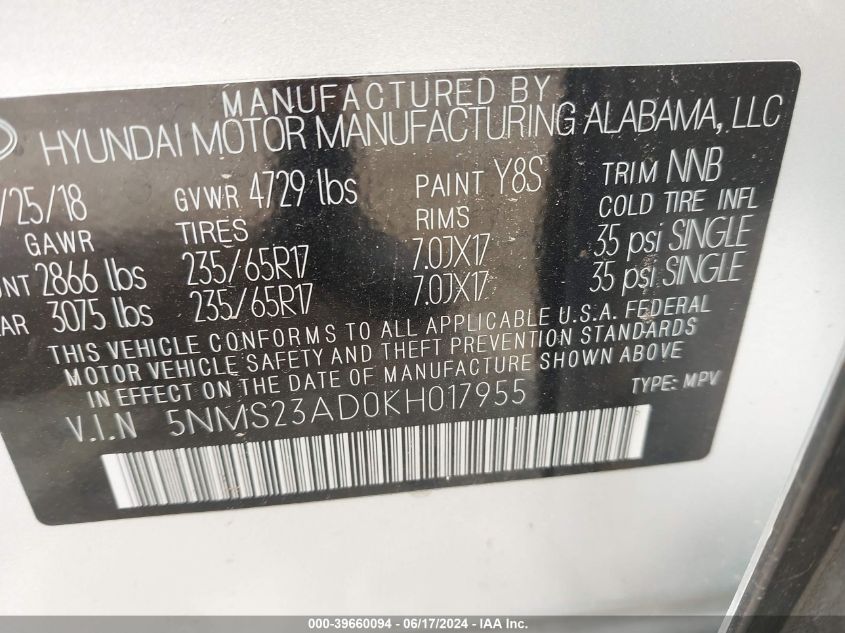 MANUFACTURED BY
HYUNDAI MOTOR MANUFACTURING ALABAMA, LLC
/25/18 GVWR 4729 lbs PAINT Y8S TRIM NNB
GAWR TIRES RIMS COLD TIRE INFL
NT 2866 lbs 235/65R17 7.0JX17 35 psi SINGLE
AR 3075 lbs 235/65R17 7.0JX17 35 psi SINGLE
THIS VEHICLE CONFORMS TO ALL APPLICABLE U.S.A. FEDERAL
MOTOR VEHICLE SAFETY AND THEFT PREVENTION STANDARDS
IN EFFECT ON THE DATE OF MANUFACTURE SHOWN ABOVE
V.I.N 5NMS23AD0KH017955 TYPE: MPV
000-39660094 - 06/17/2024 - IAA Inc.